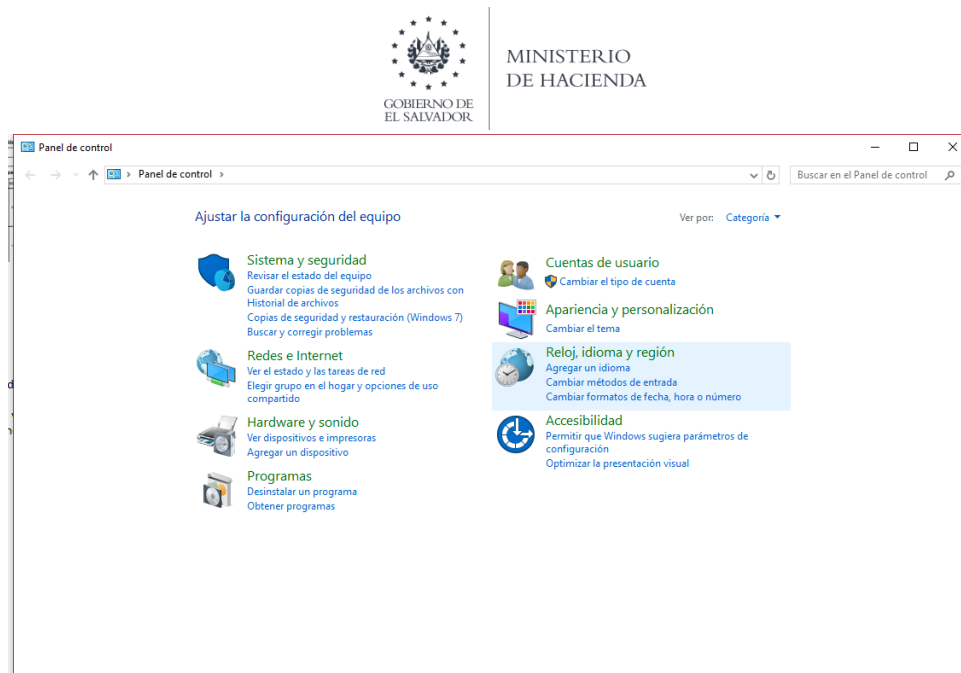 GOBIERNO DE
EL SALVADOR
MINISTERIO
DE HACIENDA
Panel de control
Panel de control
Buscar en el Panel de control
Ajustar la configuración del equipo
Ver por: Categoría
Sistema y seguridad
Revisar el estado del equipo
Guardar copias de seguridad de los archivos con
Historial de archivos
Copias de seguridad y restauración (Windows 7)
Buscar y corregir problemas
Redes e Internet
Ver el estado y las tareas de red
Elegir grupo en el hogar y opciones de uso
compartido
Hardware y sonido
Ver dispositivos e impresoras
Agregar un dispositivo
Programas
Desinstalar un programa
Obtener programas
Cuentas de usuario
Cambiar el tipo de cuenta
Apariencia y personalización
Cambiar el tema
Reloj, idioma y región
Agregar un idioma
Cambiar métodos de entrada
Cambiar formatos de fecha, hora o número
Accesibilidad
Permitir que Windows sugiera parámetros de
configuración
Optimizar la presentación visual